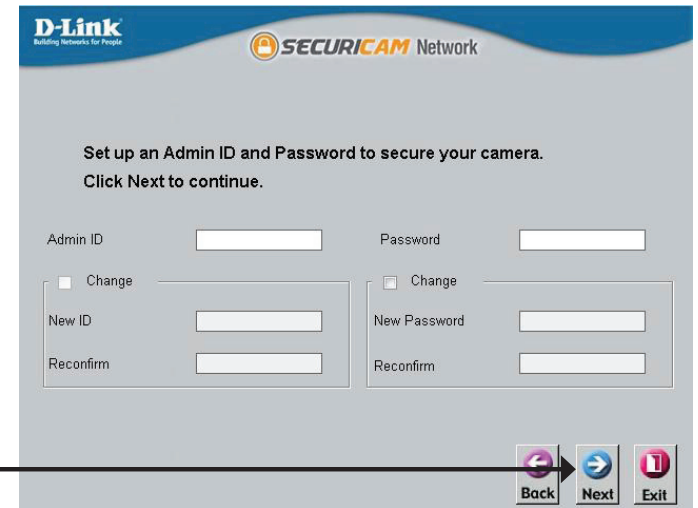 D-Link
Building Networks for People
SECURICAM Network
Set up an Admin ID and Password to secure your camera.
Click Next to continue.
Admin ID
Password
Change
Change
New ID
New Password
Reconfirm
Reconfirm
Back
Next
Exit